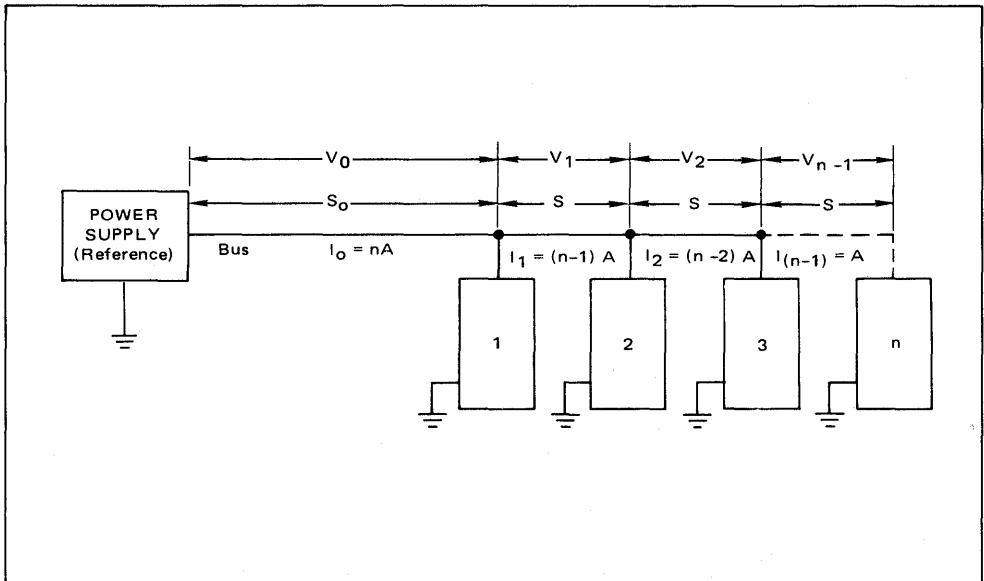 V₀ V₁ V₂ Vₙ₋₁
S₀ S S S
POWER
SUPPLY
(Reference)
Bus I₀ = nA I₁ = (n-1) A I₂ = (n-2) A I₍ₙ₋₁₎ = A
1 2 3 n